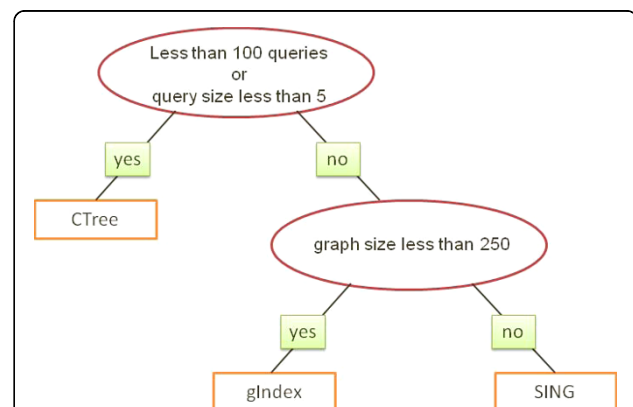 Less than 100 queries
or
query size less than 5
yes
no
CTree
graph size less than 250
yes
no
gIndex
SING